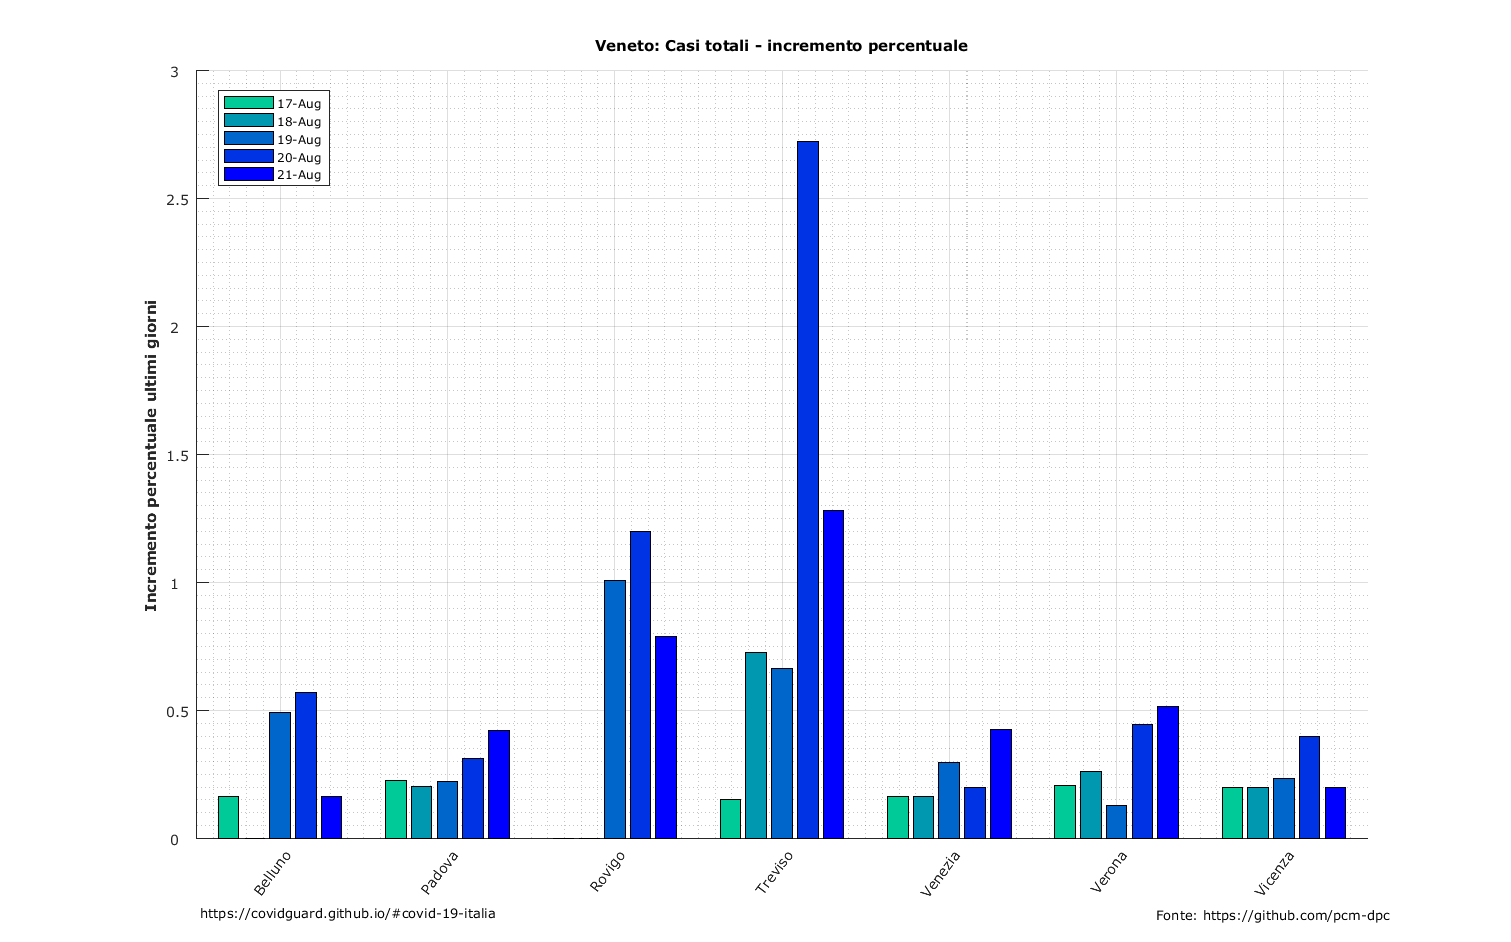 Veneto: Casi totali - incremento percentuale
3
2.5
2
1.5
1
0.5
0
Incremento percentuale ultimi giorni
17-Aug
18-Aug
19-Aug
20-Aug
21-Aug
Belluno
Padova
Rovigo
Treviso
Venezia
Verona
Vicenza
https://covidguard.github.io/#covid-19-italia
Fonte: https://github.com/pcm-dpc